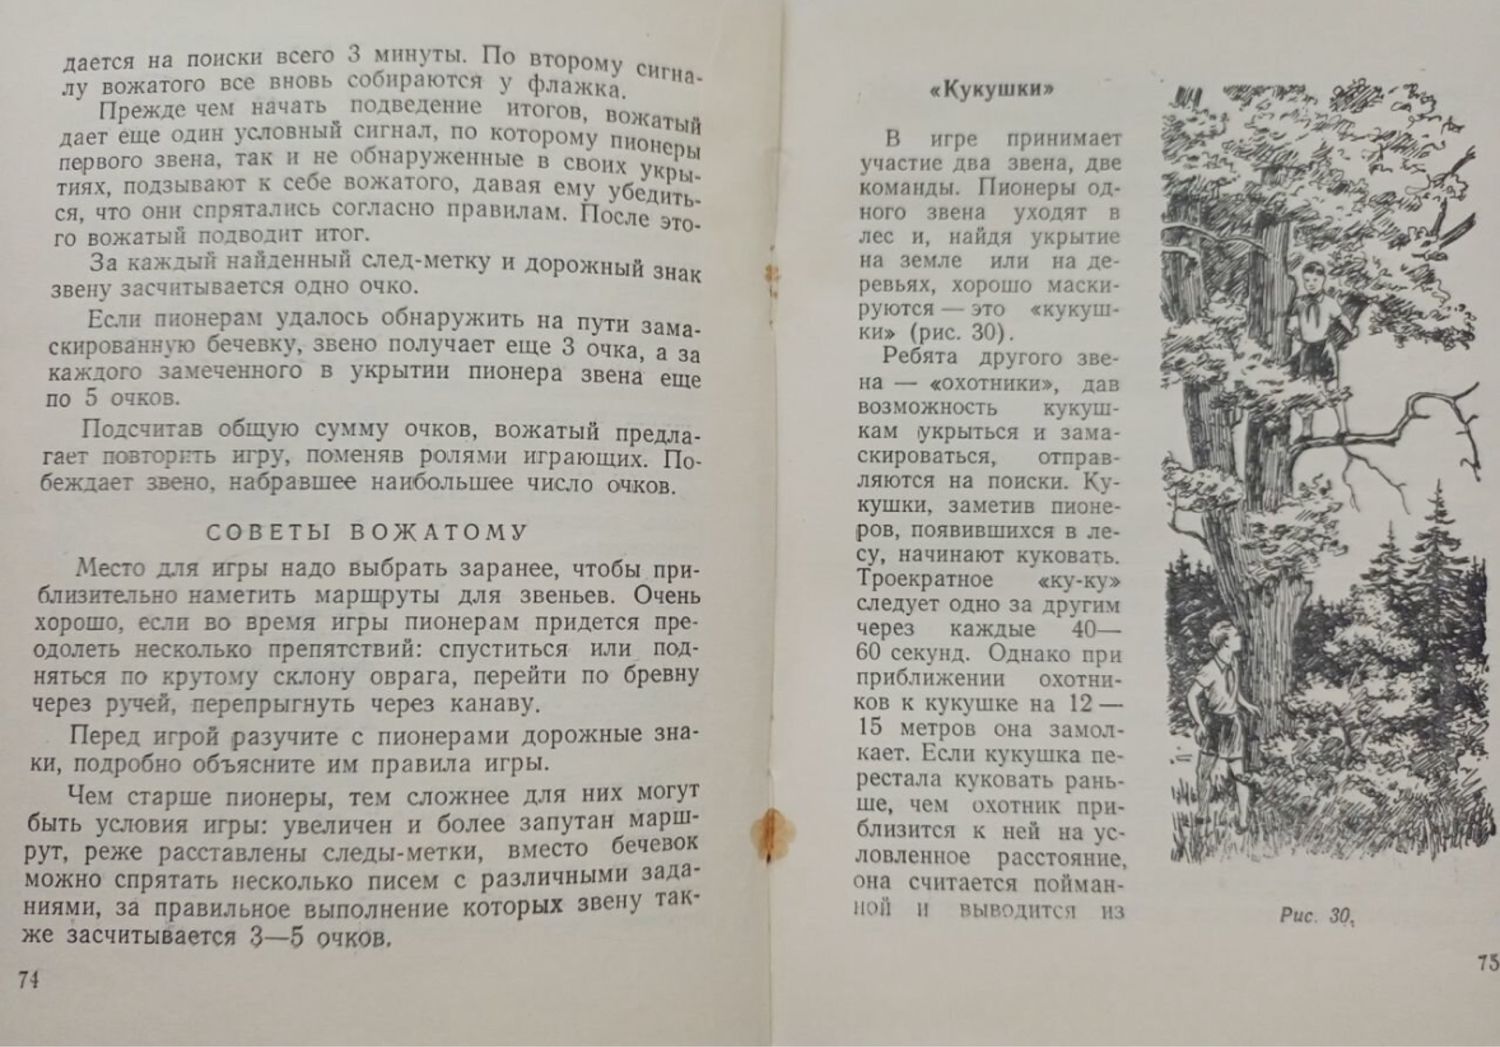 дается на поиски всего 3 минуты. По второму сигна-
лу вожатого все вновь собираются у флажка.
Прежде чем начать подведение итогов, вожатый
дает еще один условный сигнал, по которому пионеры
первого звена, так и не обнаруженные в своих укры-
тиях, подзывают к себе вожатого, давая ему убедить-
ся, что они спрятались согласно правилам. После это-
го вожатый подводит итог.
За каждый найденный след-метку и дорожный знак
звену засчитывается одно очко.
Если пионерам удалось обнаружить на пути зама-
скированную бечевку, звено получает еще 3 очка, а за
каждого замеченного в укрытии пионера звена еще
по 5 очков.
Подсчитав общую сумму очков, вожатый предла-
гает повторить игру, поменяв ролями играющих. По-
беждает звено, набравшее наибольшее число очков.
СОВЕТЫ ВОЖАТОМУ
Место для игры надо выбрать заранее, чтобы при-
близительно наметить маршруты для звеньев. Очень
хорошо, если во время игры пионерам придется пре-
одолеть несколько препятствий: спуститься или под-
няться по крутому склону оврага, перейти по бревну
через ручей, перепрыгнуть через канаву.
Перед игрой разучите с пионерами дорожные зна-
ки, подробно объясните им правила игры.
Чем старше пионеры, тем сложнее для них могут
быть условия игры: увеличен и более запутан марш-
рут, реже расставлены следы-метки, вместо бечевок
можно спрятать несколько писем с различными зада-
ниями, за правильное выполнение которых звену так-
же засчитывается 3—5 очков.
74
«Кукушки»
В игре принимает
участие два звена, две
команды. Пионеры од-
ного звена уходят в
лес и, найдя укрытие
на земле или на де-
ревьях, хорошо маски-
руются — это «кукуш-
ки» (рис. 30).
Ребята другого зве-
на — «охотники», дав
возможность кукуш-
кам укрыться и зама-
скироваться, отправ-
ляются на поиски. Ку-
кушки, заметив пионе-
ров, появившихся в ле-
су, начинают куковать.
Троекратное «ку-ку»
следует одно за другим
через каждые 40—
60 секунд. Однако при
приближении охотни-
ков к кукушке на 12 —
15 метров она замол-
кает. Если кукушка пе-
рестала куковать рань-
ше, чем охотник при-
близится к ней на ус-
ловленное расстояние,
она считается пойман-
ной и выводится из
Рис. 30.
75